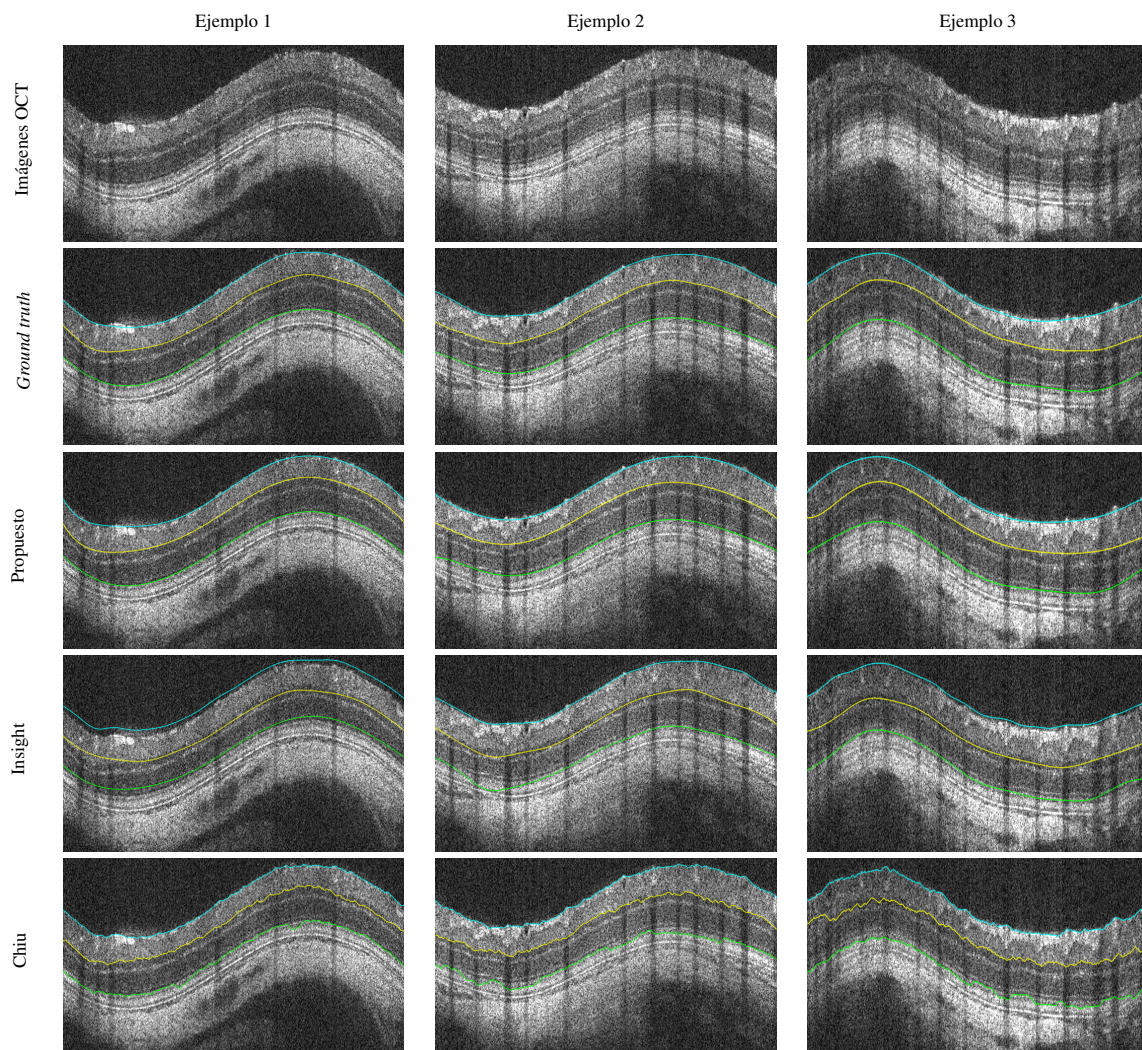 Ejemplo 1
Ejemplo 2
Ejemplo 3
Imágenes OCT
Ground truth
Propuesto
Insight
Chiu